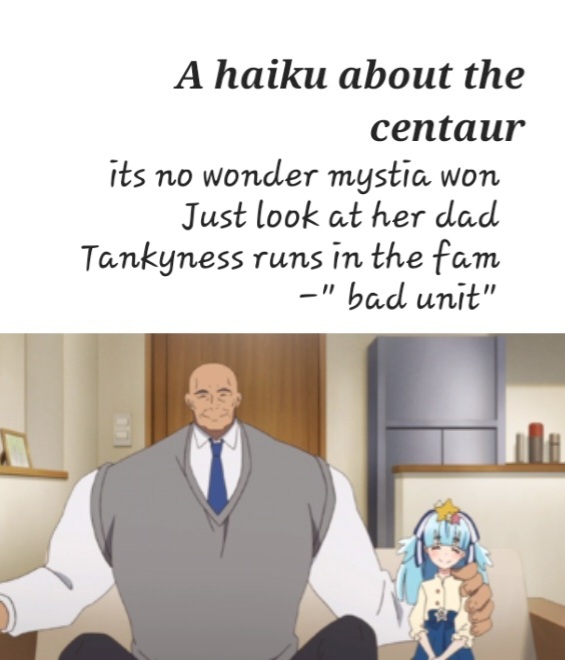 A haiku about the
centaur
its no wonder mystia won
Just look at her dad
Tankyness runs in the fam
-" bad unit"